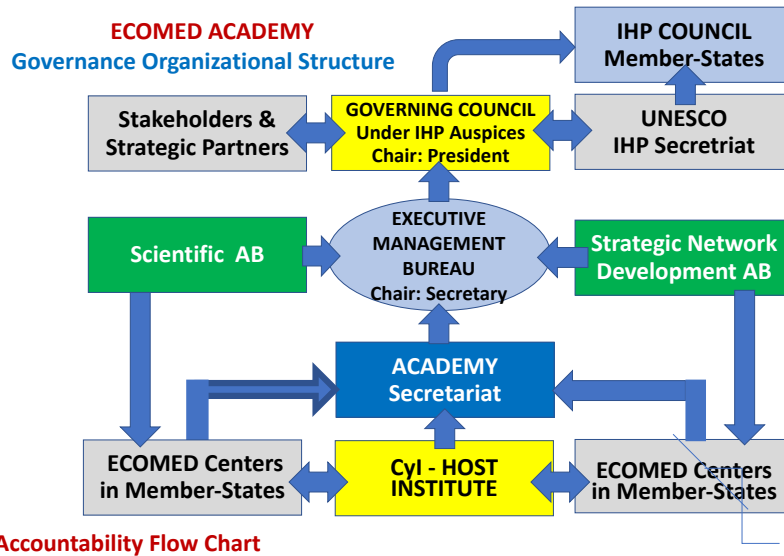 ECOMED ACADEMY
Governance Organizational Structure
IHP COUNCIL
Member-States
Stakeholders &
Strategic Partners
GOVERNING COUNCIL
Under IHP Auspices
Chair: President
UNESCO
IHP Secretriat
Scientific AB
EXECUTIVE
MANAGEMENT
BUREAU
Chair: Secretary
Strategic Network
Development AB
ACADEMY
Secretariat
ECOMED Centers
in Member-States
CyI - HOST
INSTITUTE
ECOMED Centers
in Member-States
Accountability Flow Chart